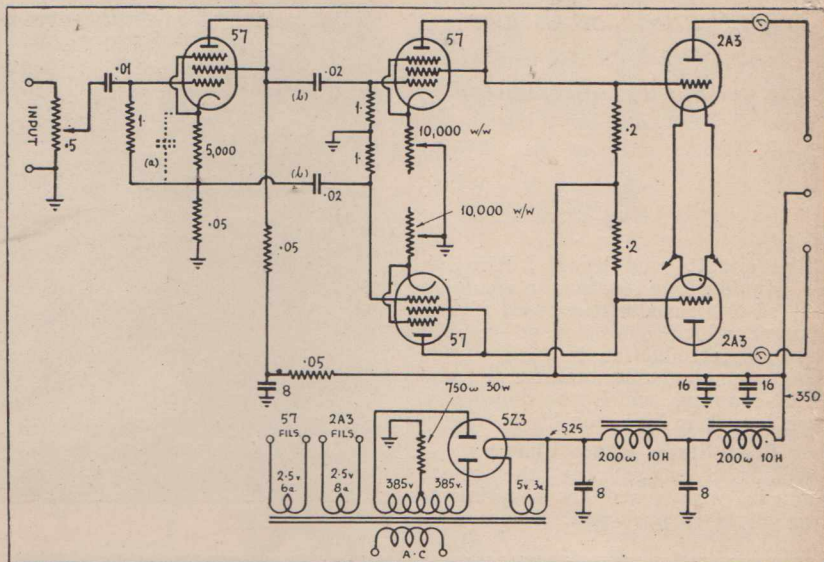 57
57
2A3
·01
·02
(b)
INPUT
·5
1·
(a)
5,000
1·
10,000 w/w
·2
1·
(b)
·02
·05
·05
10,000 w/w
·2
57
2A3
·05
8
16
16
350
750ω 30w
57
FILS
2A3
FILS
5Z3
525
200ω 10H
200ω 10H
2·5v
6a
2·5v
8a
385v
385v.
5v. 3a
8
8
A·C